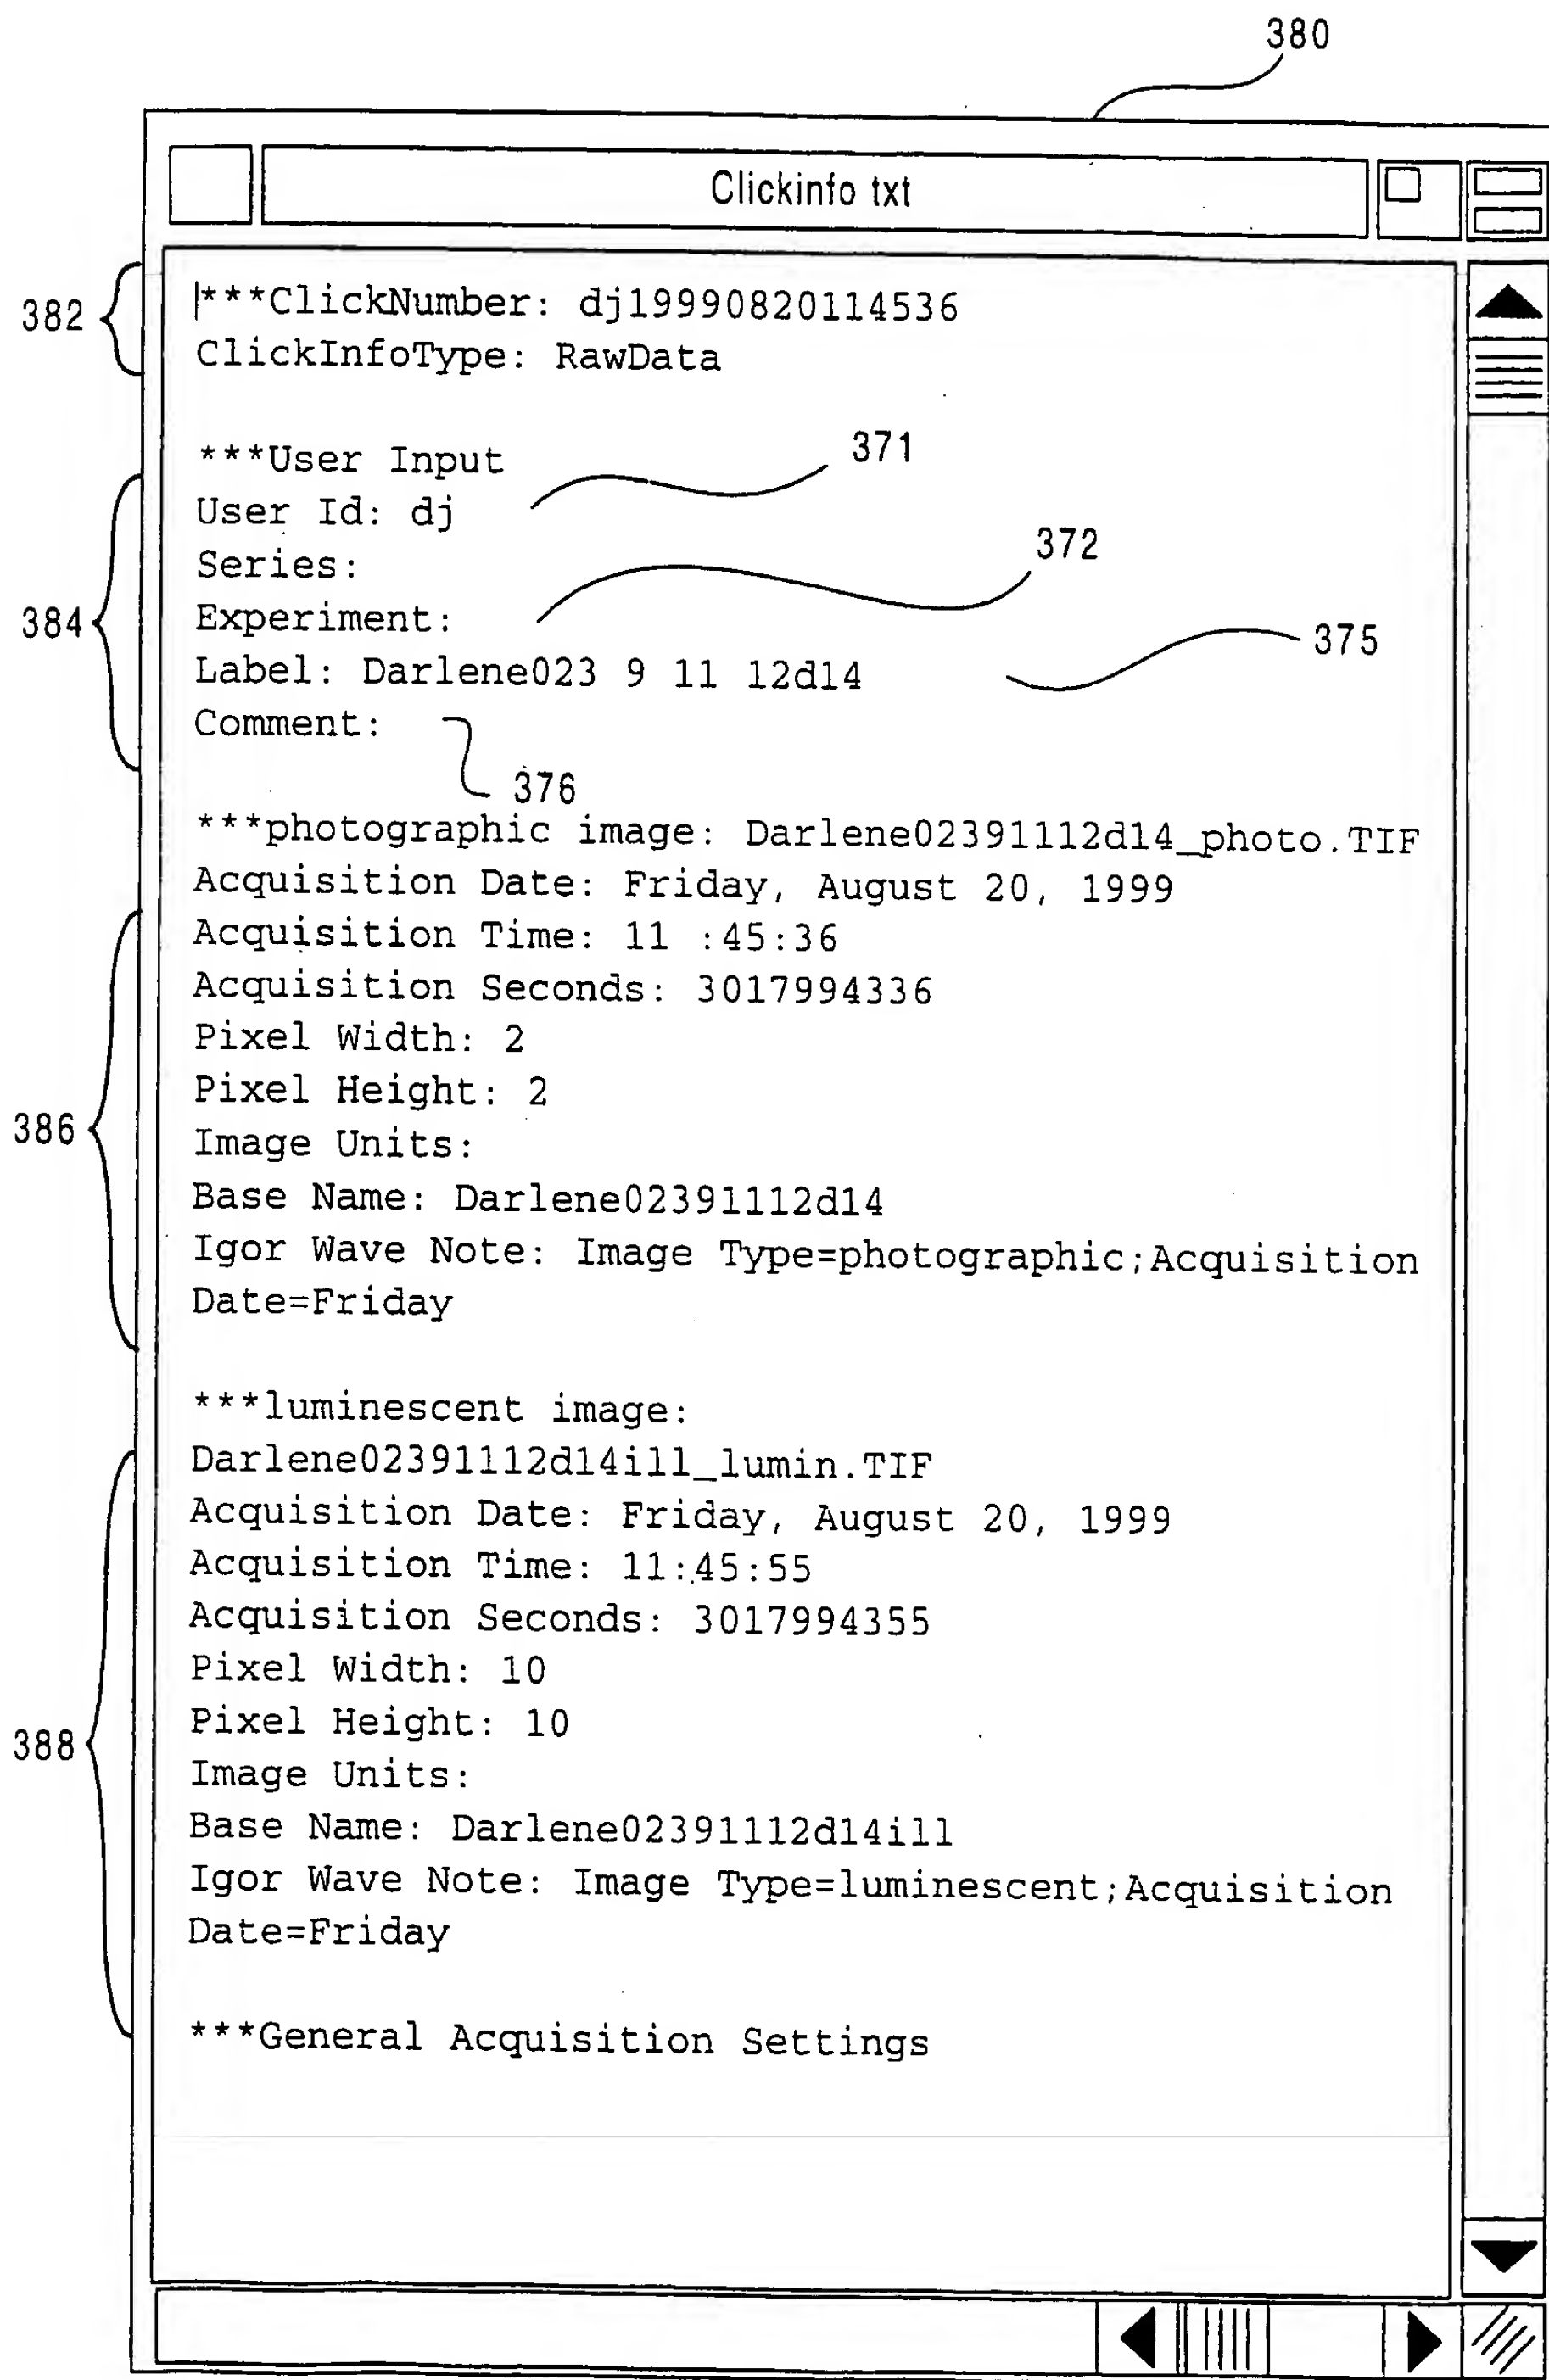 380
Clickinfo txt
382
***ClickNumber: dj19990820114536
ClickInfoType: RawData
***User Input
371
User Id: dj
Series:
372
384
Experiment:
Label: Darlene023 9 11 12d14
375
Comment:
376
***photographic image: Darlene02391112d14_photo.TIF
Acquisition Date: Friday, August 20, 1999
Acquisition Time: 11 :45:36
Acquisition Seconds: 3017994336
Pixel Width: 2
Pixel Height: 2
386
Image Units:
Base Name: Darlene02391112d14
Igor Wave Note: Image Type=photographic;Acquisition
Date=Friday
***luminescent image:
Darlene02391112d14ill_lumin.TIF
Acquisition Date: Friday, August 20, 1999
Acquisition Time: 11:45:55
Acquisition Seconds: 3017994355
Pixel Width: 10
Pixel Height: 10
388
Image Units:
Base Name: Darlene02391112d14ill
Igor Wave Note: Image Type=luminescent;Acquisition
Date=Friday
***General Acquisition Settings